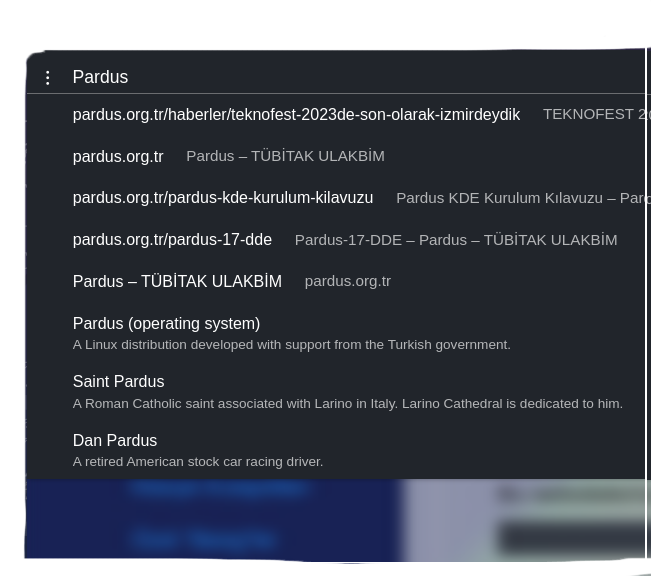 Pardus
pardus.org.tr/haberler/teknofest-2023de-son-olarak-izmirdeydik TEKNOFEST
pardus.org.tr Pardus – TÜBİTAK ULAKBİM
pardus.org.tr/pardus-kde-kurulum-kilavuzu Pardus KDE Kurulum Kılavuzu –
pardus.org.tr/pardus-17-dde Pardus-17-DDE – Pardus – TÜBİTAK ULAKBİM
Pardus – TÜBİTAK ULAKBİM pardus.org.tr
Pardus (operating system)
A Linux distribution developed with support from the Turkish government.
Saint Pardus
A Roman Catholic saint associated with Larino in Italy. Larino Cathedral is dedicated to him.
Dan Pardus
A retired American stock car racing driver.